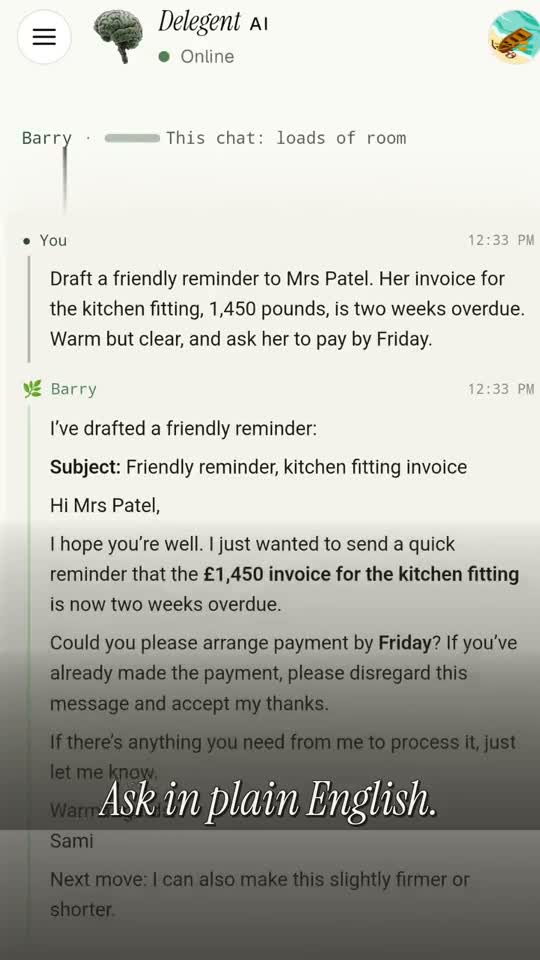 Delegent AI
Online
Barry · This chat: loads of room
You 12:33 PM
Draft a friendly reminder to Mrs Patel. Her invoice for
the kitchen fitting, 1,450 pounds, is two weeks overdue.
Warm but clear, and ask her to pay by Friday.
Barry 12:33 PM
I've drafted a friendly reminder:
Subject: Friendly reminder, kitchen fitting invoice
Hi Mrs Patel,
I hope you're well. I just wanted to send a quick
reminder that the £1,450 invoice for the kitchen fitting
is now two weeks overdue.
Could you please arrange payment by Friday? If you've
already made the payment, please disregard this
message and accept my thanks.
If there's anything you need from me to process it, just
let me know.
Ask in plain English.
Sami
Next move: I can also make this slightly firmer or
shorter.